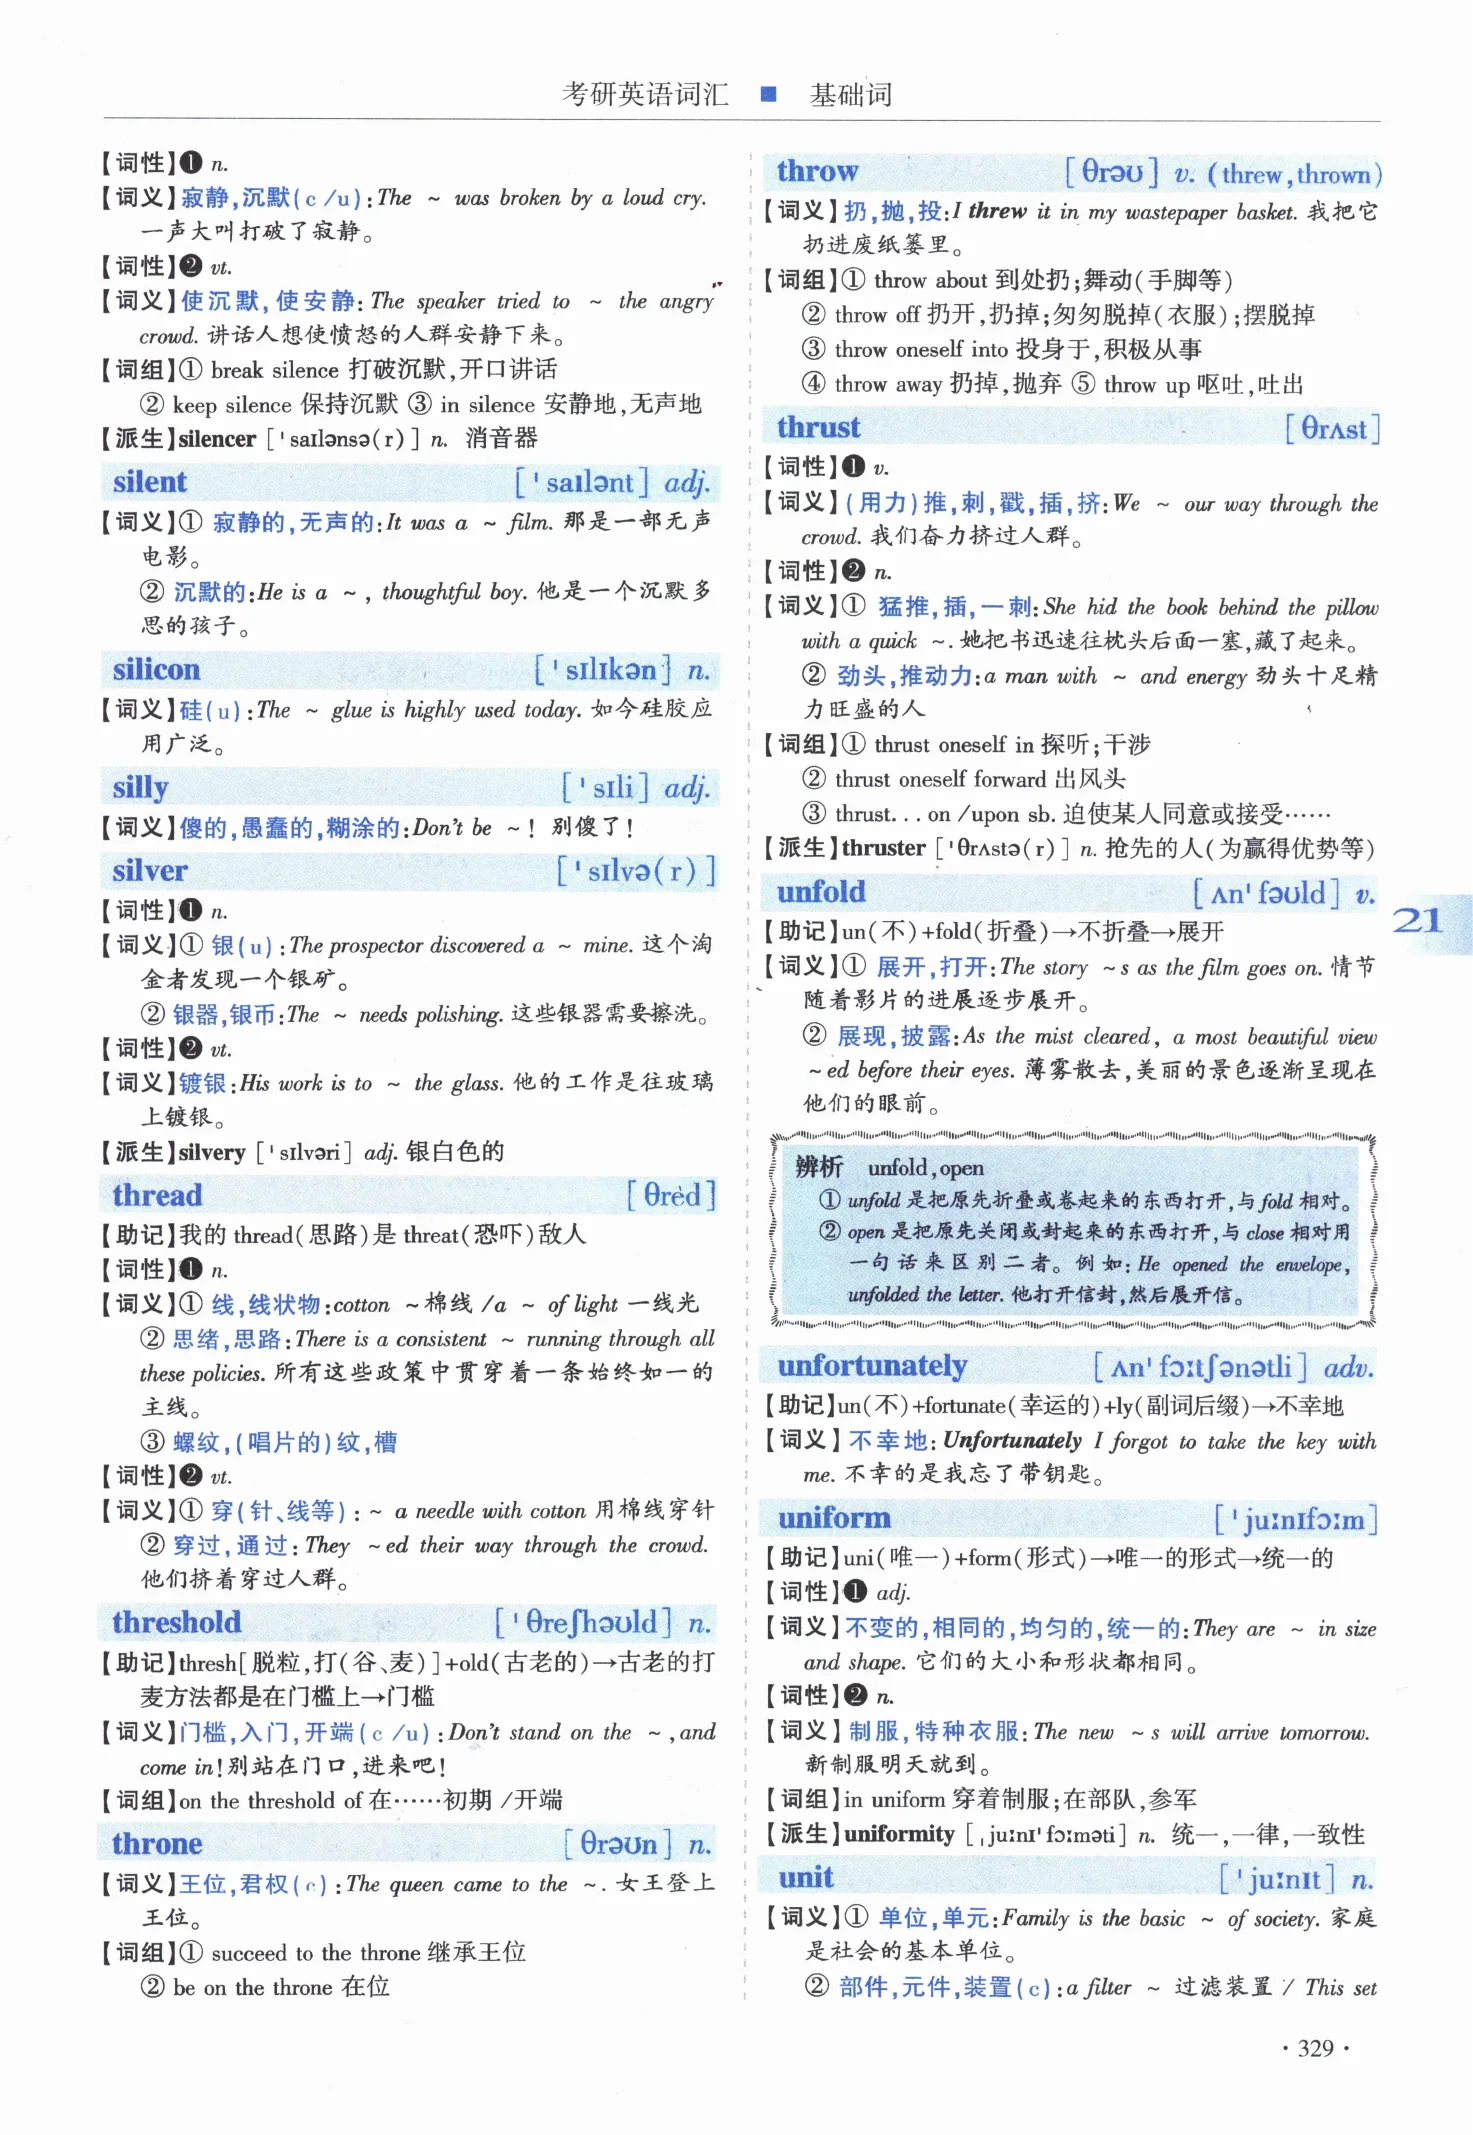 考研英语词汇 ■ 基础词
【词性】❶ n.
【词义】寂静,沉默(c /u):The ~ was broken by a loud cry.
一声大叫打破了寂静。
【词性】❷ vt.
【词义】使沉默,使安静:The speaker tried to ~ the angry
crowd. 讲话人想使愤怒的人群安静下来。
【词组】① break silence 打破沉默,开口讲话
② keep silence 保持沉默 ③ in silence 安静地,无声地
【派生】silencer [ˈsaɪlənsə(r)] n. 消音器
silent [ˈsaɪlənt] adj.
【词义】① 寂静的,无声的:It was a ~ film. 那是一部无声
电影。
② 沉默的:He is a ~, thoughtful boy. 他是一个沉默多
思的孩子。
silicon [ˈsɪlɪkən] n.
【词义】硅(u):The ~ glue is highly used today. 如今硅胶应
用广泛。
silly [ˈsɪli] adj.
【词义】傻的,愚蠢的,糊涂的:Don't be ~! 别傻了!
silver [ˈsɪlvə(r)]
【词性】❶ n.
【词义】① 银(u):The prospector discovered a ~ mine. 这个淘
金者发现一个银矿。
② 银器,银币:The ~ needs polishing. 这些银器需要擦洗。
【词性】❷ vt.
【词义】镀银:His work is to ~ the glass. 他的工作是往玻璃
上镀银。
【派生】silvery [ˈsɪlvəri] adj. 银白色的
thread [θred]
【助记】我的 thread(思路)是 threat(恐吓)敌人
【词性】❶ n.
【词义】① 线,线状物:cotton ~棉线 /a ~ of light 一线光
② 思绪,思路:There is a consistent ~ running through all
these policies. 所有这些政策中贯穿着一条始终如一的
主线。
③ 螺纹,(唱片的)纹,槽
【词性】❷ vt.
【词义】① 穿(针、线等):~ a needle with cotton 用棉线穿针
② 穿过,通过:They ~ed their way through the crowd.
他们挤着穿过人群。
threshold [ˈθreʃhəʊld] n.
【助记】thresh[脱粒,打(谷、麦)]+old(古老的)→古老的打
麦方法都是在门槛上→门槛
【词义】门槛,入门,开端(c /u):Don't stand on the ~,and
come in!别站在门口,进来吧!
【词组】on the threshold of 在……初期 /开端
throne [θrəʊn] n.
【词义】王位,君权(c):The queen came to the ~. 女王登上
王位。
【词组】① succeed to the throne 继承王位
② be on the throne 在位
throw [θrəʊ] v. (threw,thrown)
【词义】扔,抛,投:I threw it in my wastepaper basket. 我把它
扔进废纸篓里。
【词组】① throw about 到处扔;舞动(手脚等)
② throw off 扔开,扔掉;匆匆脱掉(衣服);摆脱掉
③ throw oneself into 投身于,积极从事
④ throw away 扔掉,抛弃 ⑤ throw up 呕吐,吐出
thrust [θrʌst]
【词性】❶ v.
【词义】(用力)推,刺,戳,插,挤:We ~ our way through the
crowd. 我们奋力挤过人群。
【词性】❷ n.
【词义】① 猛推,插,一刺:She hid the book behind the pillow
with a quick ~. 她把书迅速往枕头后面一塞,藏了起来。
② 劲头,推动力:a man with ~ and energy 劲头十足精
力旺盛的人
【词组】① thrust oneself in 探听;干涉
② thrust oneself forward 出风头
③ thrust... on /upon sb. 迫使某人同意或接受……
【派生】thruster [ˈθrʌstə(r)] n. 抢先的人(为赢得优势等)
unfold [ʌnˈfəʊld] v.
【助记】un(不)+fold(折叠)→不折叠→展开
【词义】① 展开,打开:The story ~s as the film goes on. 情节
随着影片的进展逐步展开。
② 展现,披露:As the mist cleared, a most beautiful view
~ed before their eyes. 薄雾散去,美丽的景色逐渐呈现在
他们的眼前。
辨析 unfold,open
① unfold 是把原先折叠或卷起来的东西打开,与 fold 相对。
② open 是把原先关闭或封起来的东西打开,与 close 相对用
一句话来区别二者。例如:He opened the envelope,
unfolded the letter. 他打开信封,然后展开信。
unfortunately [ʌnˈfɔːtʃənətli] adv.
【助记】un(不)+fortunate(幸运的)+ly(副词后缀)→不幸地
【词义】不幸地:Unfortunately I forgot to take the key with
me. 不幸的是我忘了带钥匙。
uniform [ˈjuːnɪfɔːm]
【助记】uni(唯一)+form(形式)→唯一的形式→统一的
【词性】❶ adj.
【词义】不变的,相同的,均匀的,统一的:They are ~ in size
and shape. 它们的大小和形状都相同。
【词性】❷ n.
【词义】制服,特种衣服:The new ~s will arrive tomorrow.
新制服明天就到。
【词组】in uniform 穿着制服;在部队,参军
【派生】uniformity [ˌjuːnɪˈfɔːməti] n. 统一,一律,一致性
unit [ˈjuːnɪt] n.
【词义】① 单位,单元:Family is the basic ~ of society. 家庭
是社会的基本单位。
② 部件,元件,装置(c):a filter ~ 过滤装置 / This set
21
·329·